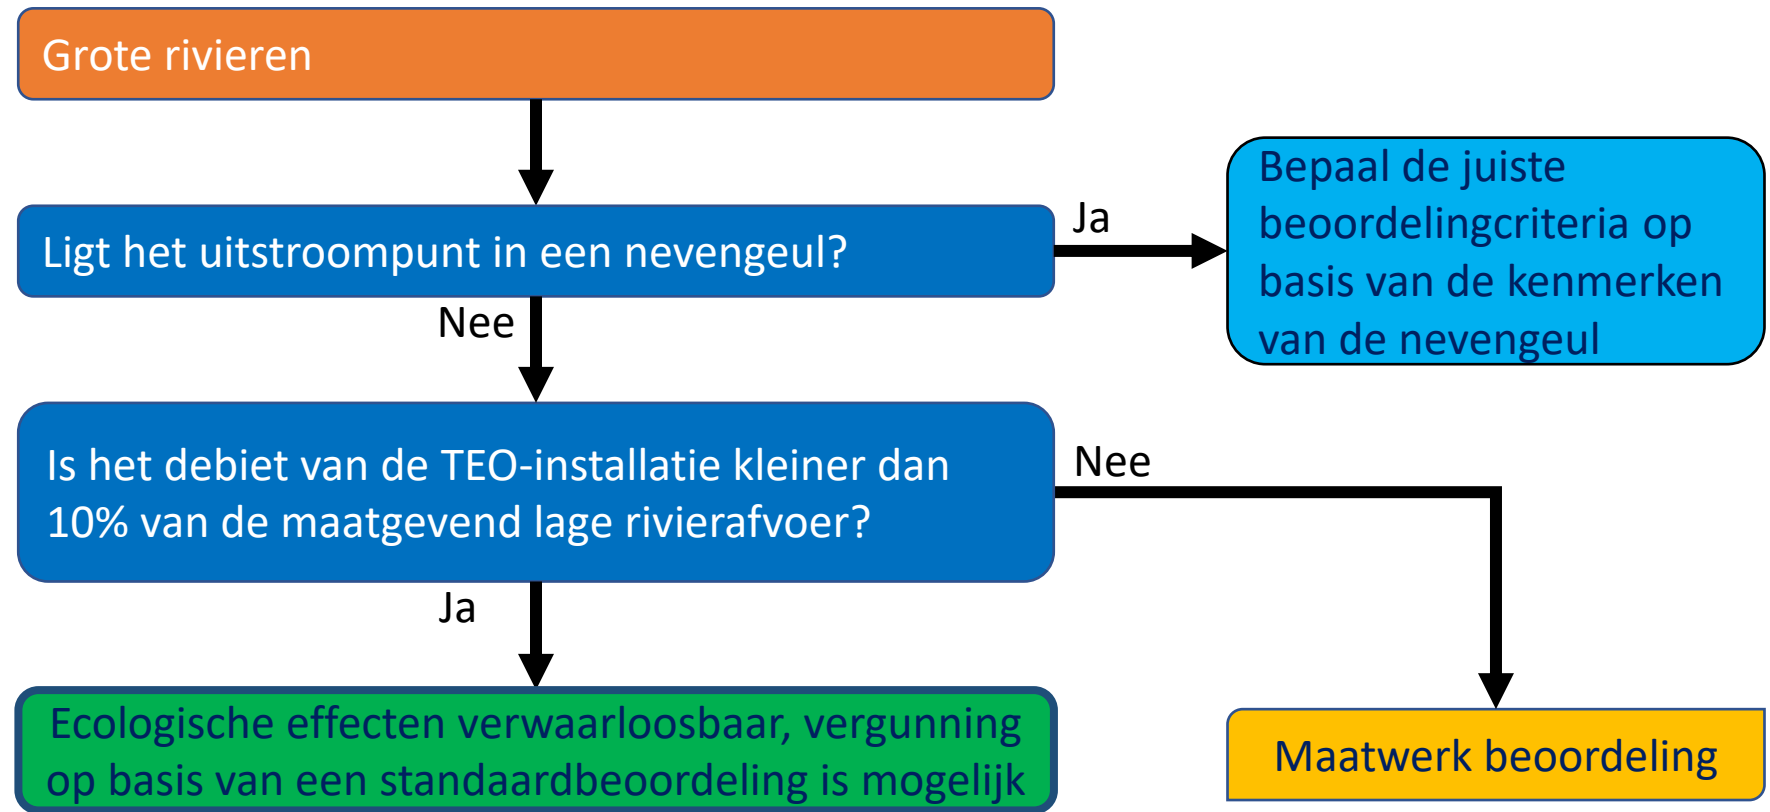 Grote rivieren
Ligt het uitstroompunt in een nevengeul?
Ja
Bepaal de juiste
beoordelingcriteria op
basis van de kenmerken
van de nevengeul
Nee
Is het debiet van de TEO-installatie kleiner dan
10% van de maatgevend lage rivierafvoer?
Nee
Ja
Ecologische effecten verwaarloosbaar, vergunning
op basis van een standaardbeoordeling is mogelijk
Maatwerk beoordeling